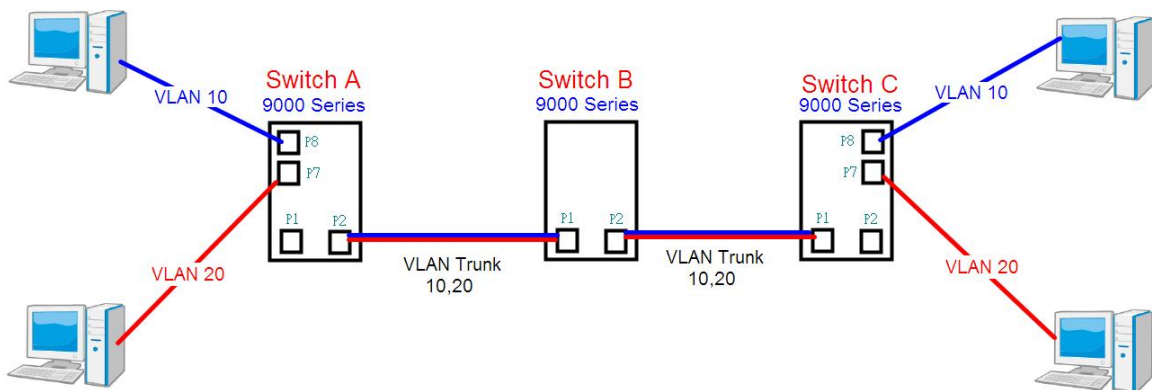 Switch A
9000 Series
Switch B
9000 Series
Switch C
9000 Series
VLAN 10
VLAN 10
P8
P7
P8
P7
P1
P2
P1
P2
P1
P2
VLAN 20
VLAN Trunk
10,20
VLAN Trunk
10,20
VLAN 20